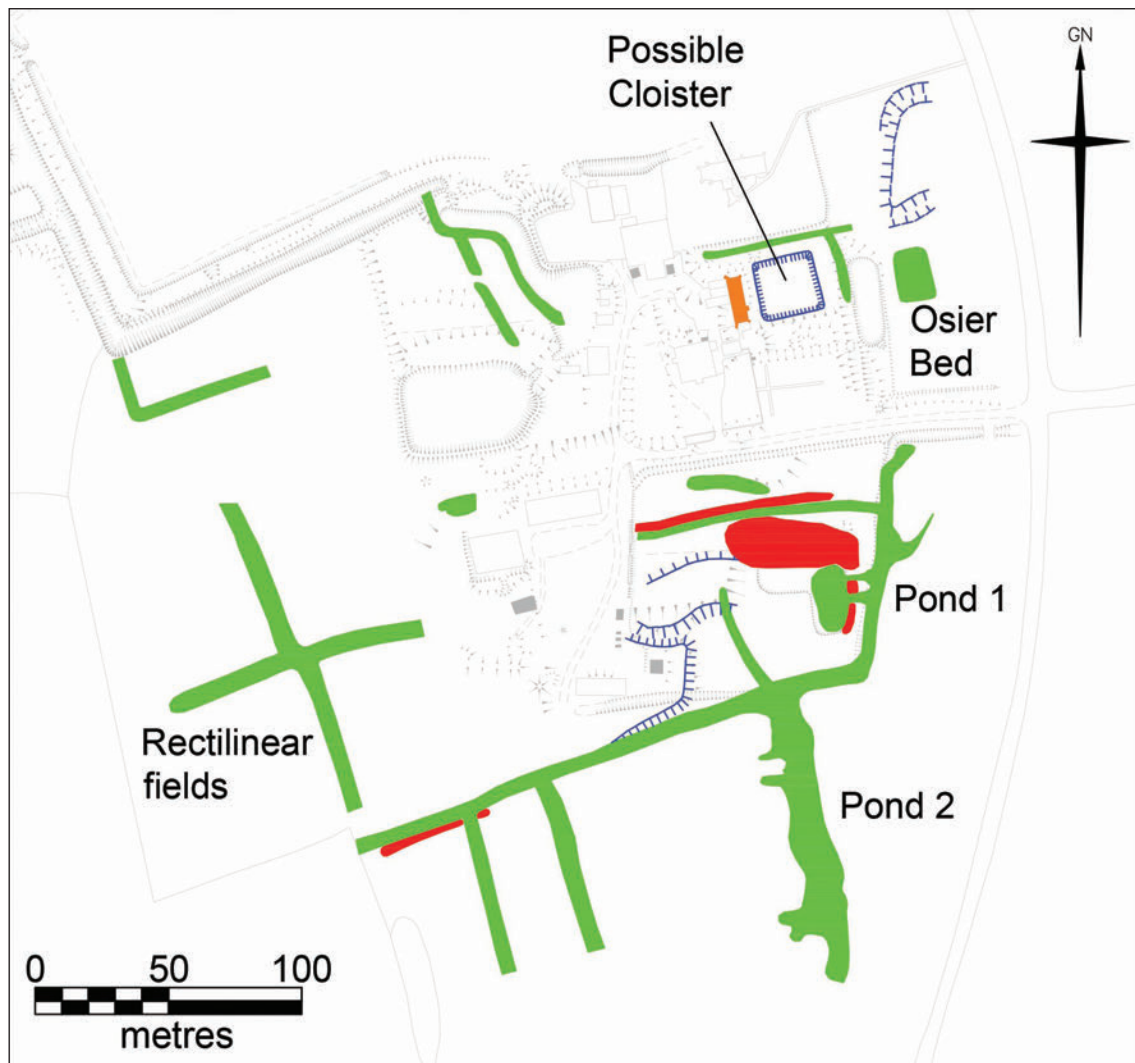 Possible
Cloister
GN
Osier
Bed
Pond 1
Rectilinear
fields
Pond 2
0 50 100
metres